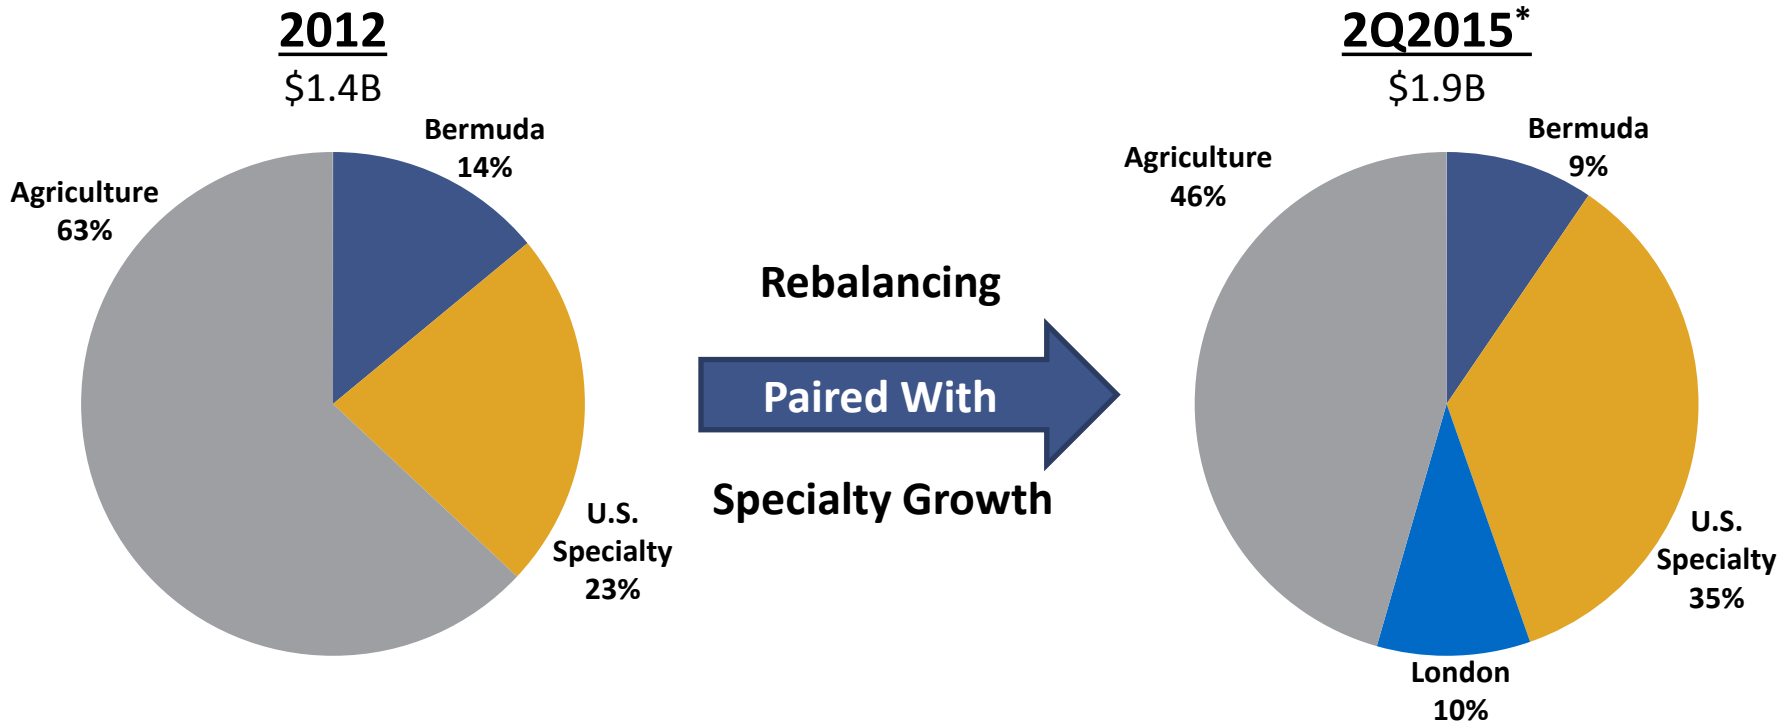 2012
$1.4B
Bermuda
14%
Agriculture
63%
U.S.
Specialty
23%
Rebalancing
Paired With
Specialty Growth
2Q2015*
$1.9B
Bermuda
9%
Agriculture
46%
U.S.
Specialty
35%
London
10%